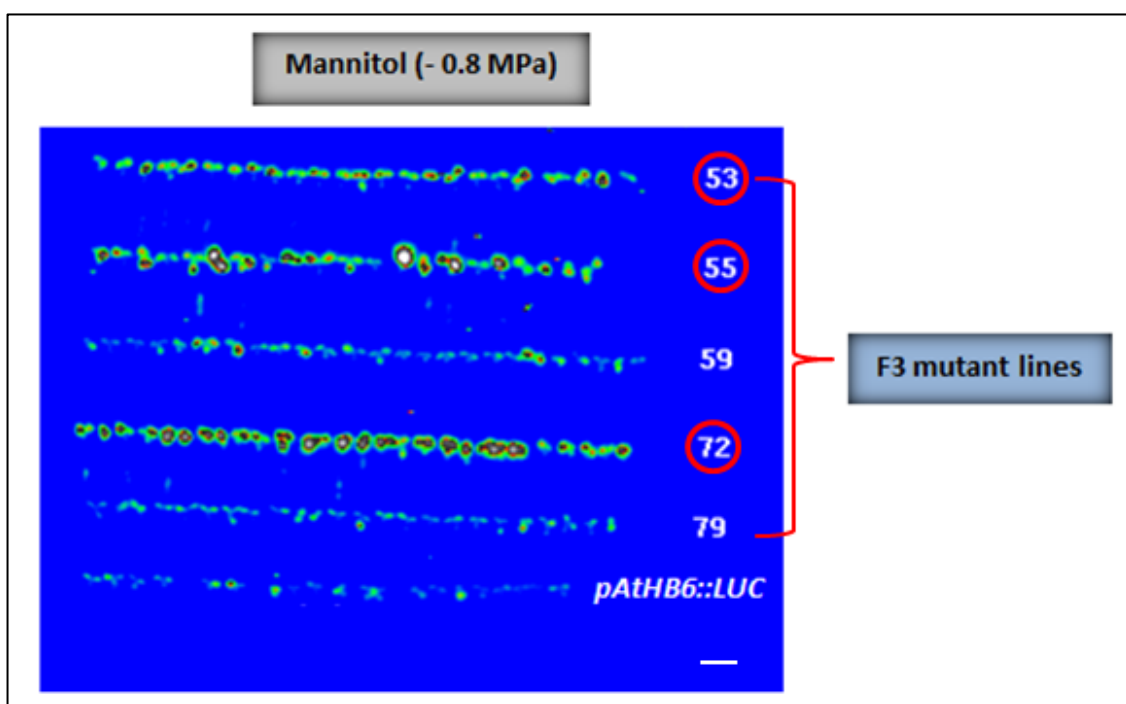 Mannitol (- 0.8 MPa)
53
55
59
72
79
pAtHB6::LUC
F3 mutant lines